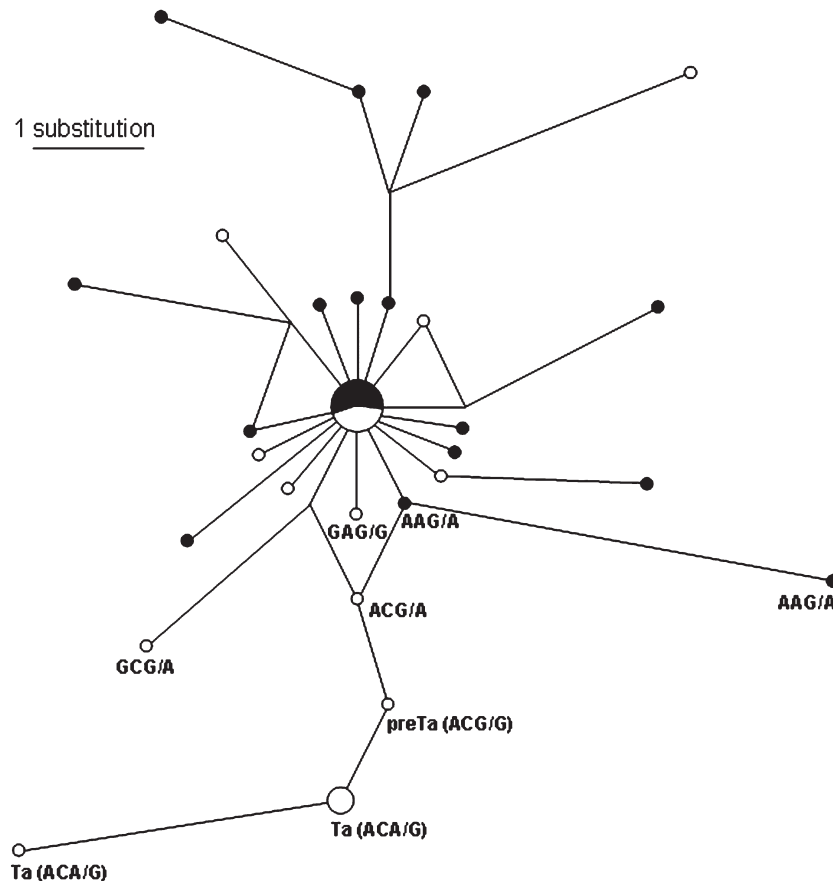 1 substitution
GAG/G
AAG/A
AAG/A
ACG/A
GCG/A
preTa (ACG/G)
Ta (ACA/G)
Ta (ACA/G)